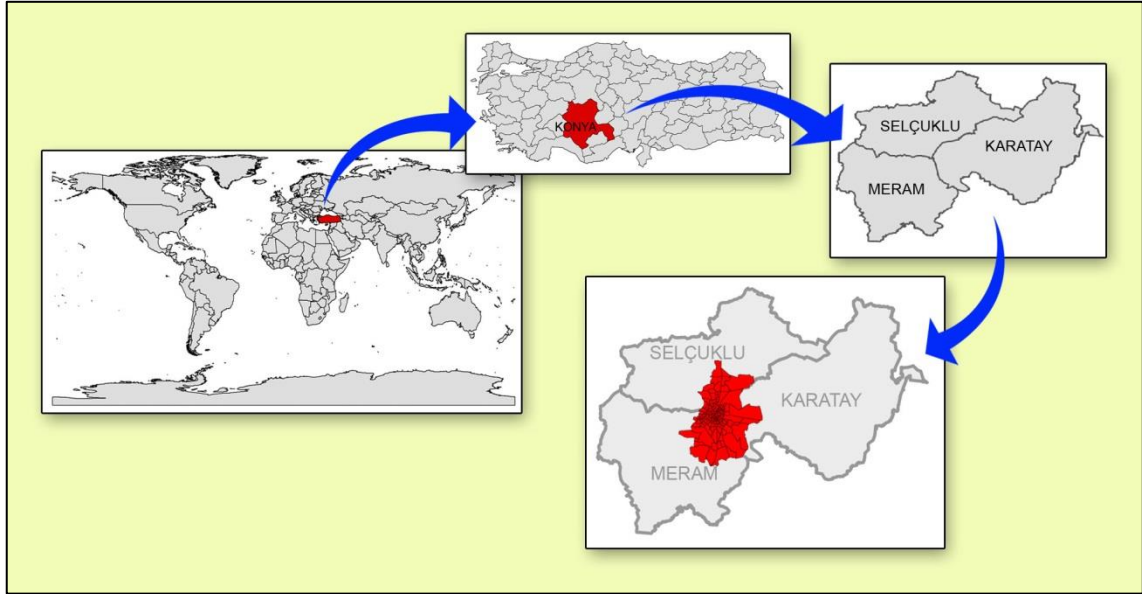 KONYA
SELÇUKLU
KARATAY
MERAM
SELÇUKLU
KARATAY
MERAM